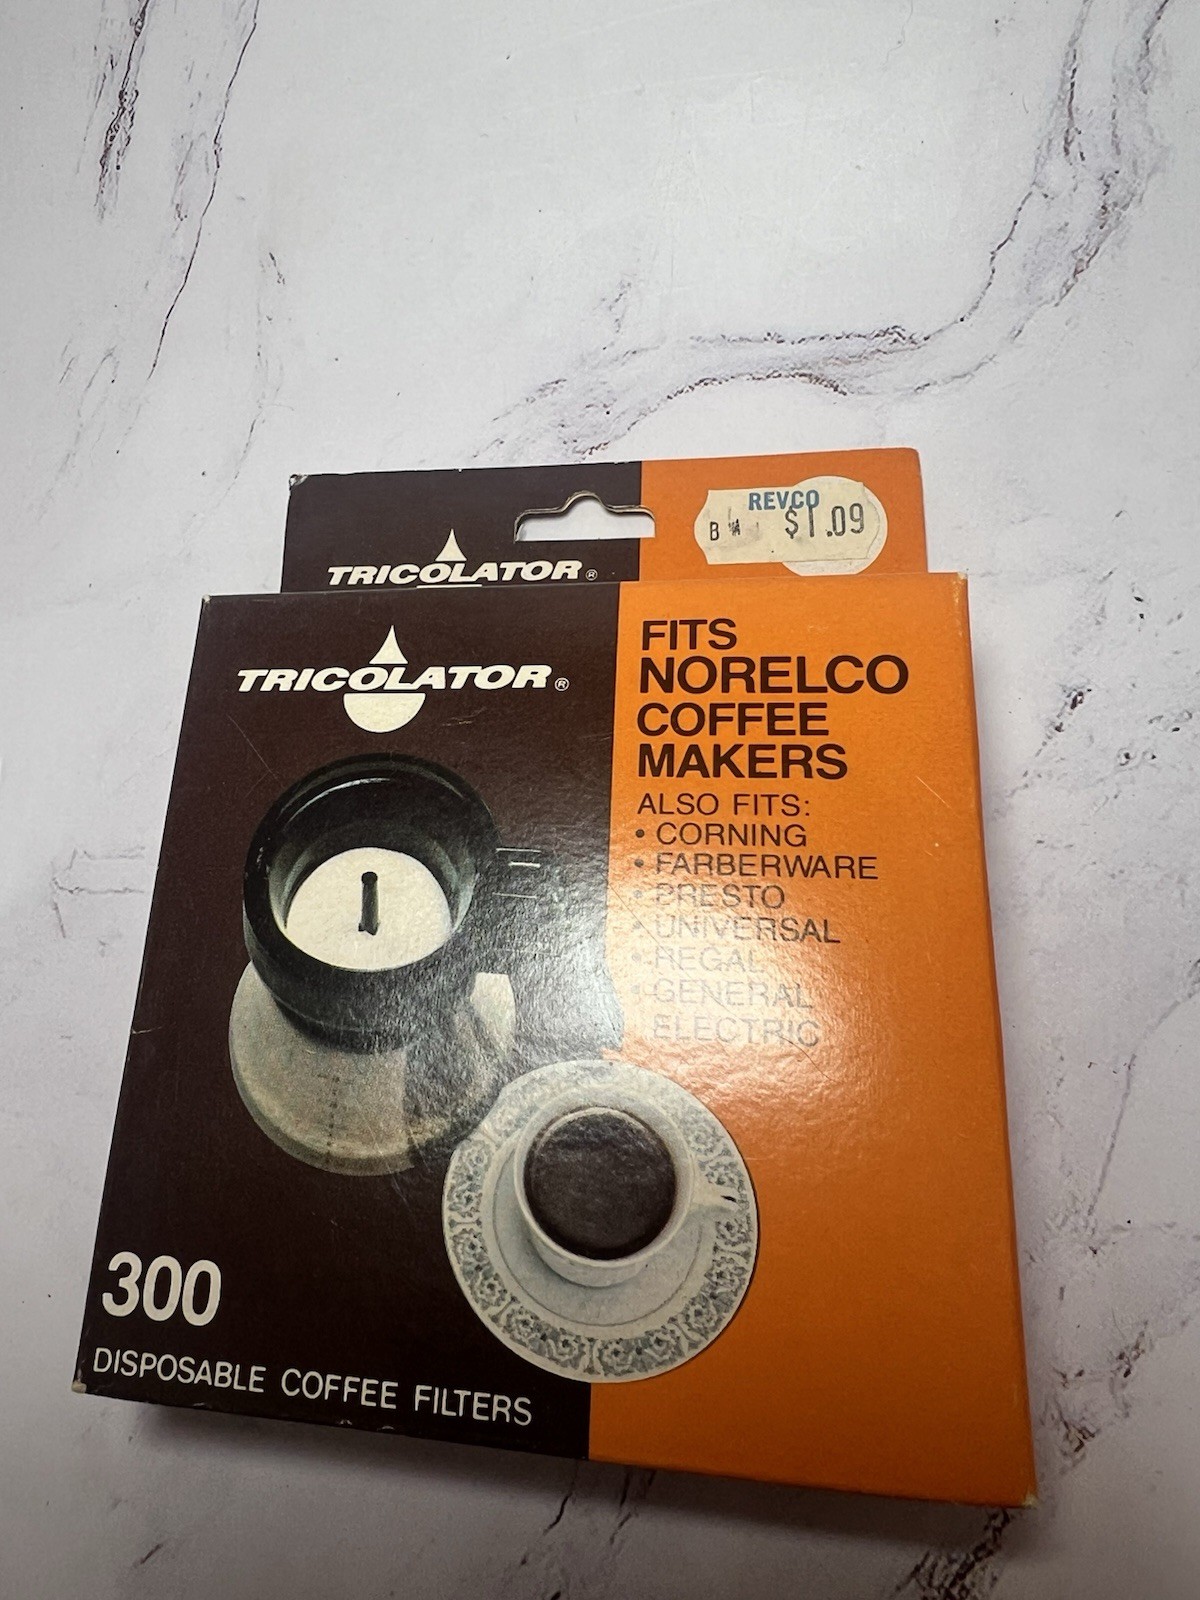 REVCO
$1.09
TRICOLATOR®
TRICOLATOR®
FITS
NORELCO
COFFEE
MAKERS
ALSO FITS:
• CORNING
• FARBERWARE
• PRESTO
• UNIVERSAL
• REGAL
• GENERAL
ELECTRIC
300
DISPOSABLE COFFEE FILTERS